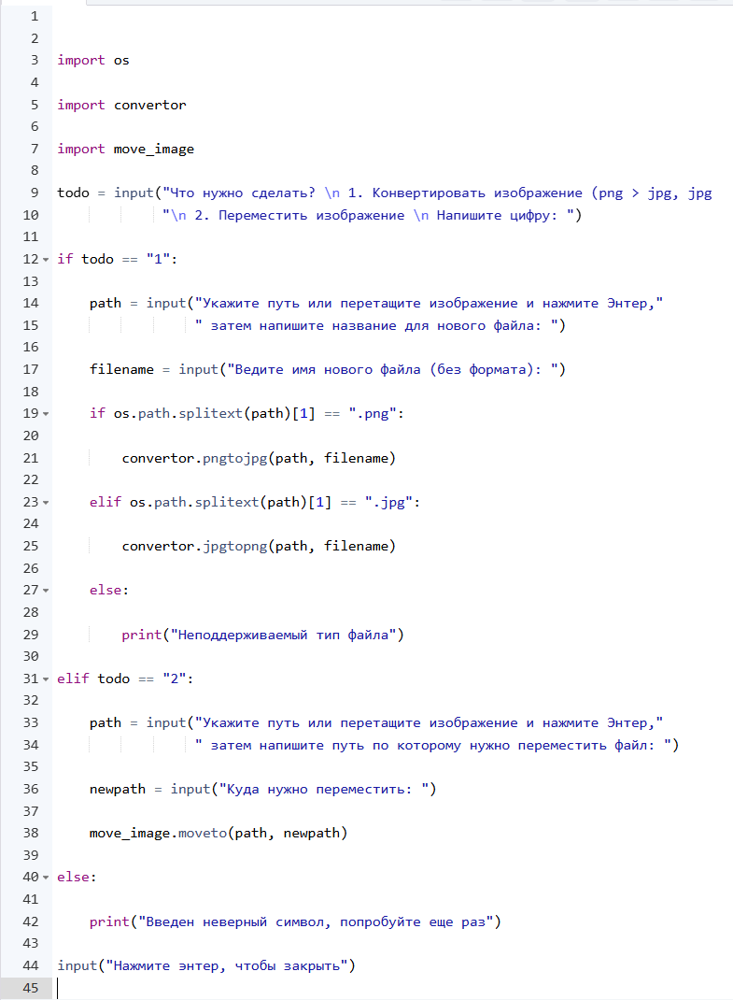 1
2
3 import os
4
5 import convertor
6
7 import move_image
8
9 todo = input("Что нужно сделать? \n 1. Конвертировать изображение (png > jpg, jpg
10 "\n 2. Переместить изображение \n Напишите цифру: ")
11
12 if todo == "1":
13
14 path = input("Укажите путь или перетащите изображение и нажмите Энтер,"
15 " затем напишите название для нового файла: ")
16
17 filename = input("Ведите имя нового файла (без формата): ")
18
19 if os.path.splitext(path)[1] == ".png":
20
21 convertor.pngtojpg(path, filename)
22
23 elif os.path.splitext(path)[1] == ".jpg":
24
25 convertor.jpgtopng(path, filename)
26
27 else:
28
29 print("Неподдерживаемый тип файла")
30
31 elif todo == "2":
32
33 path = input("Укажите путь или перетащите изображение и нажмите Энтер,"
34 " затем напишите путь по которому нужно переместить файл: ")
35
36 newpath = input("Куда нужно переместить: ")
37
38 move_image.moveto(path, newpath)
39
40 else:
41
42 print("Введен неверный символ, попробуйте еще раз")
43
44 input("Нажмите энтер, чтобы закрыть")
45